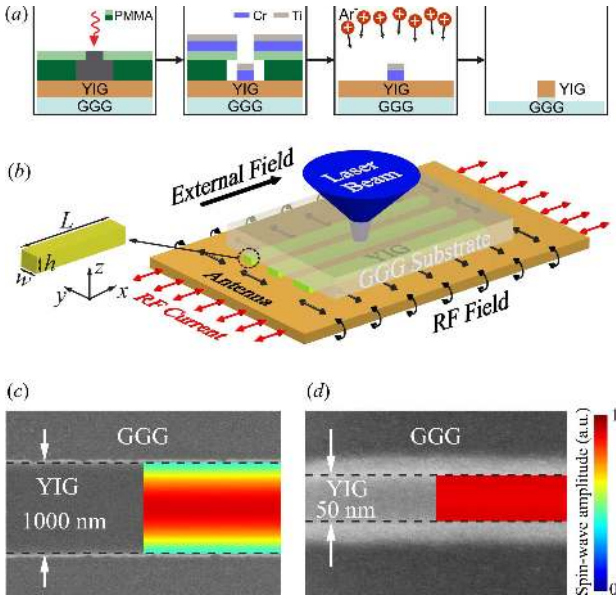 (a)
PMMA
YIG
GGG
Cr Ti
YIG
GGG
Ar-
YIG
GGG
YIG
GGG
(b)
External Field
Laser
Beam
L
w
h
z
y
x
YIG
GGG Substrate
Antenna
RF Current
RF Field
(c)
GGG
YIG
1000 nm
(d)
GGG
YIG
50 nm
1
Spin-wave amplitude (a.u.)
0